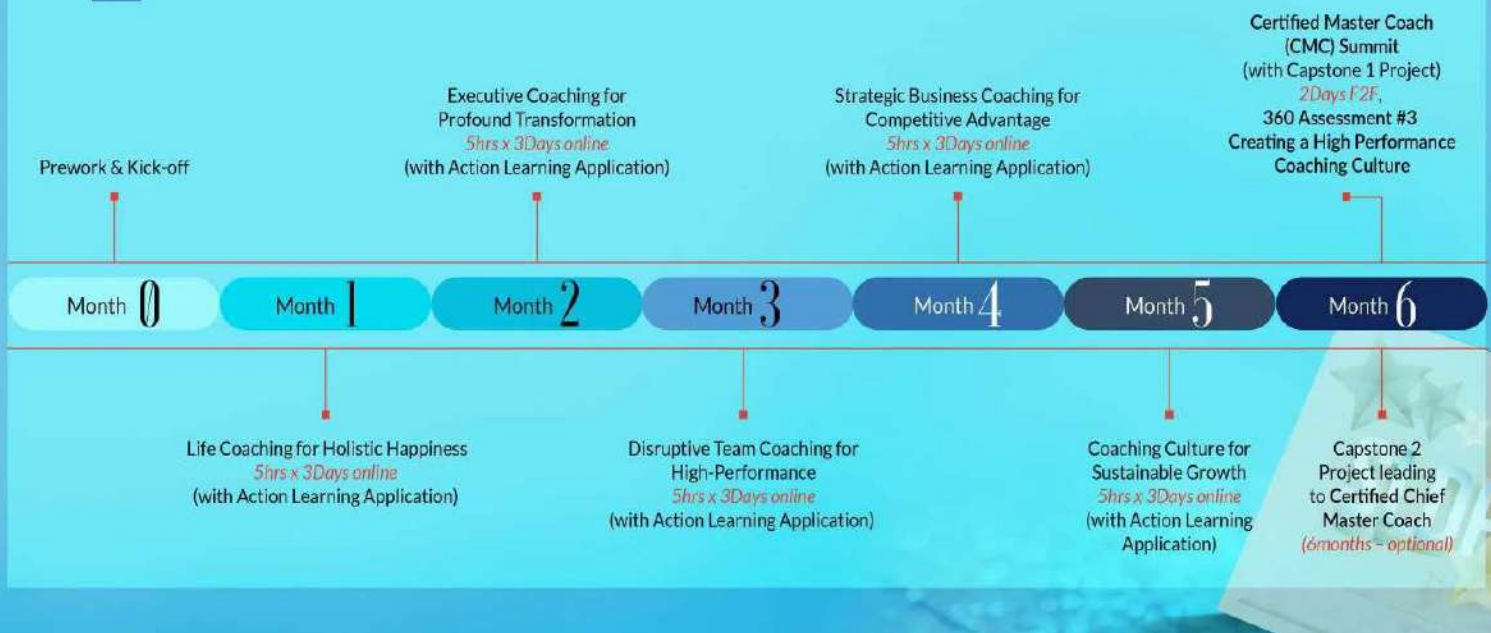 Prework & Kick-off
Executive Coaching for
Profound Transformation
5hrs x 3Days online
(with Action Learning Application)
Strategic Business Coaching for
Competitive Advantage
5hrs x 3Days online
(with Action Learning Application)
Certified Master Coach
(CMC) Summit
(with Capstone 1 Project)
2Days F2F,
360 Assessment #3
Creating a High Performance
Coaching Culture
Month 0
Month 1
Month 2
Month 3
Month 4
Month 5
Month 6
Life Coaching for Holistic Happiness
5hrs x 3Days online
(with Action Learning Application)
Disruptive Team Coaching for
High-Performance
5hrs x 3Days online
(with Action Learning Application)
Coaching Culture for
Sustainable Growth
5hrs x 3Days online
(with Action Learning
Application)
Capstone 2
Project leading
to Certified Chief
Master Coach
(6months – optional)